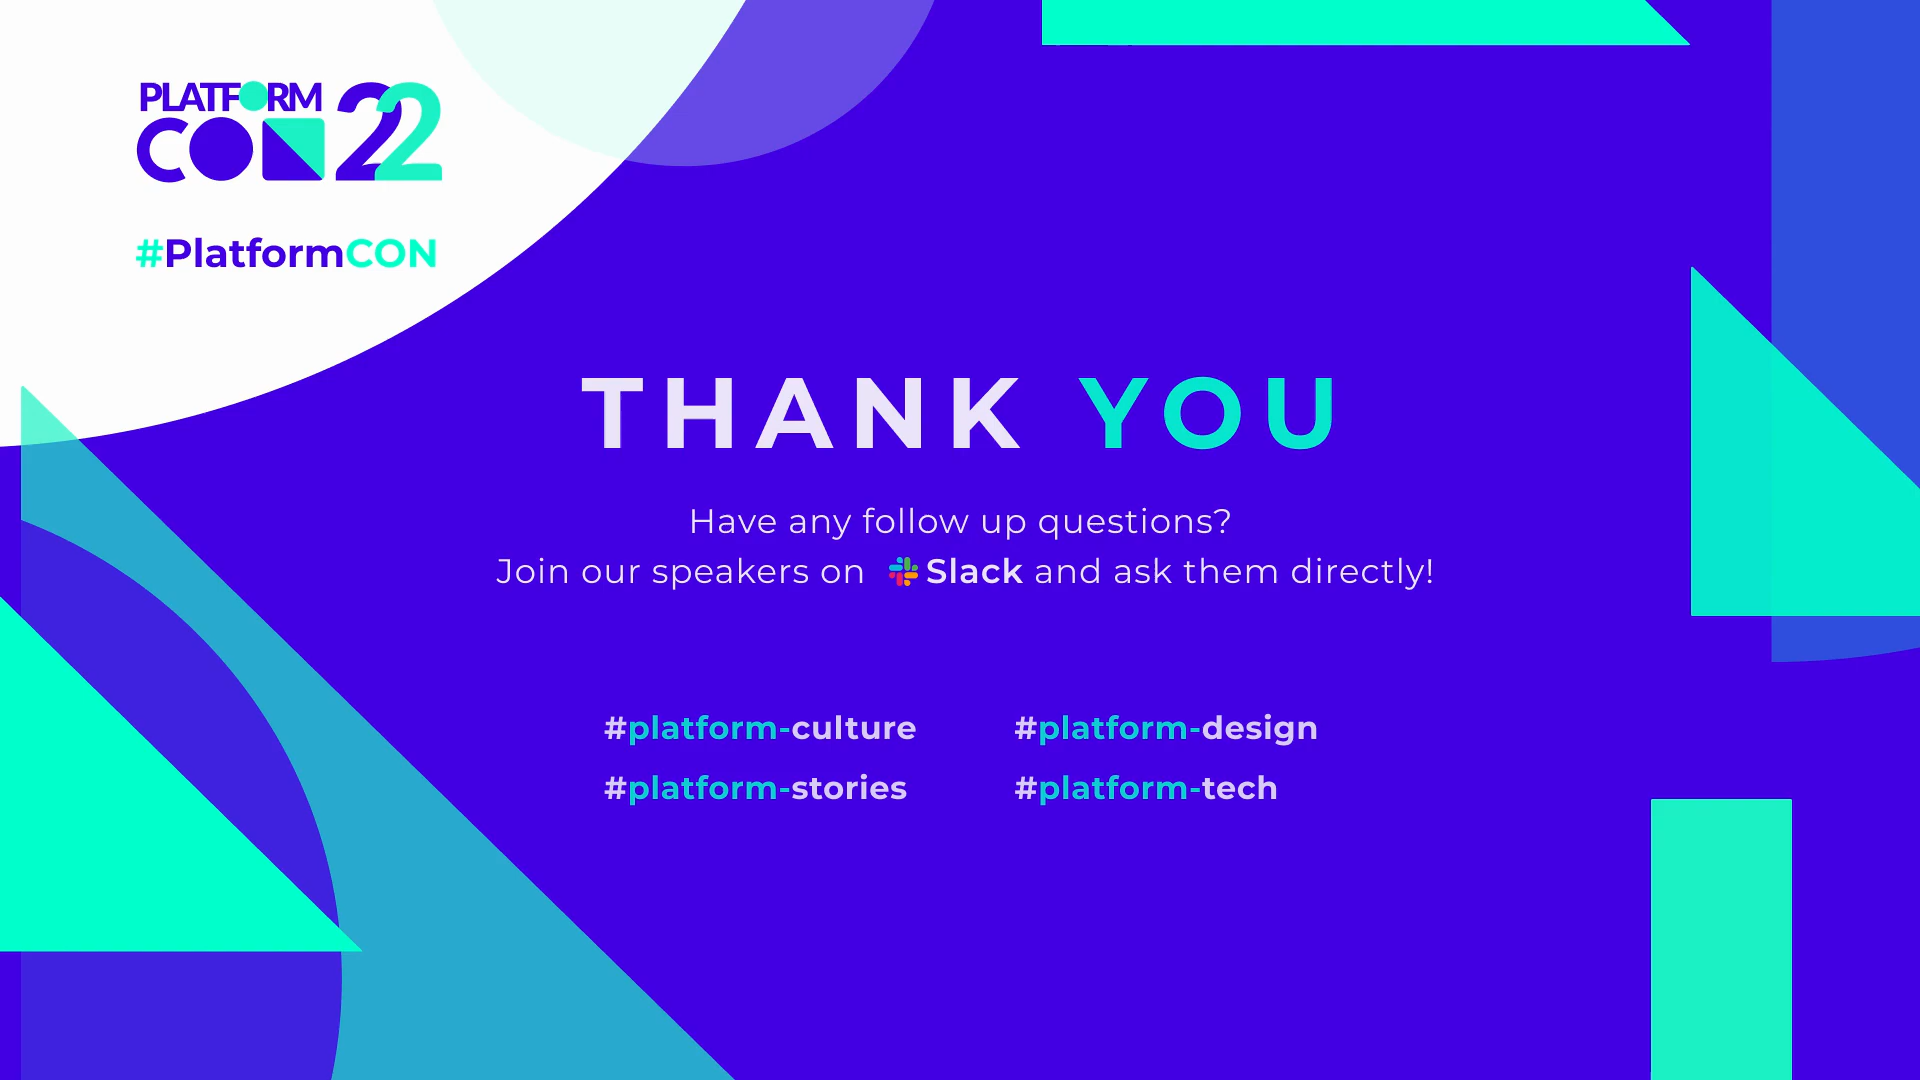 PLATFORM
CON 22
#PlatformCON
THANK YOU
Have any follow up questions?
Join our speakers on Slack and ask them directly!
#platform-culture #platform-design
#platform-stories #platform-tech